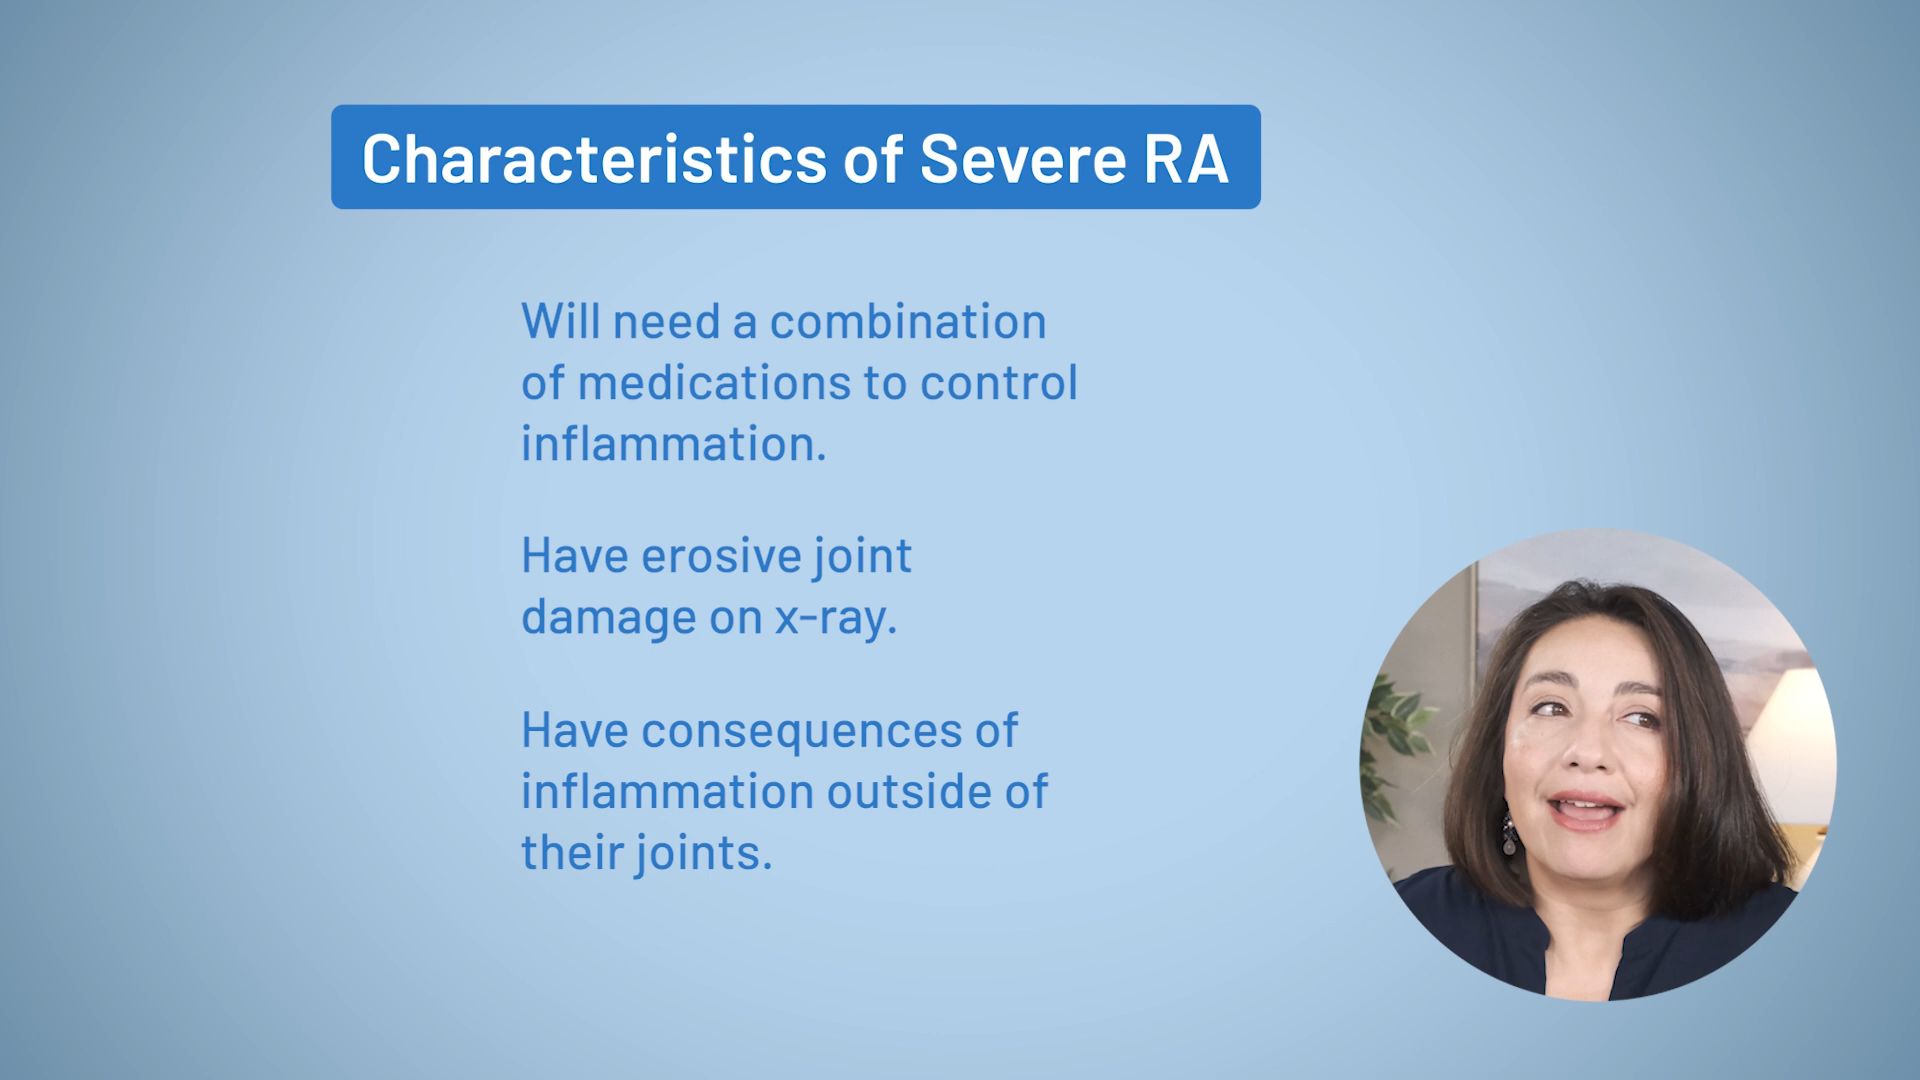 Characteristics of Severe RA
Will need a combination
of medications to control
inflammation.
Have erosive joint
damage on x-ray.
Have consequences of
inflammation outside of
their joints.